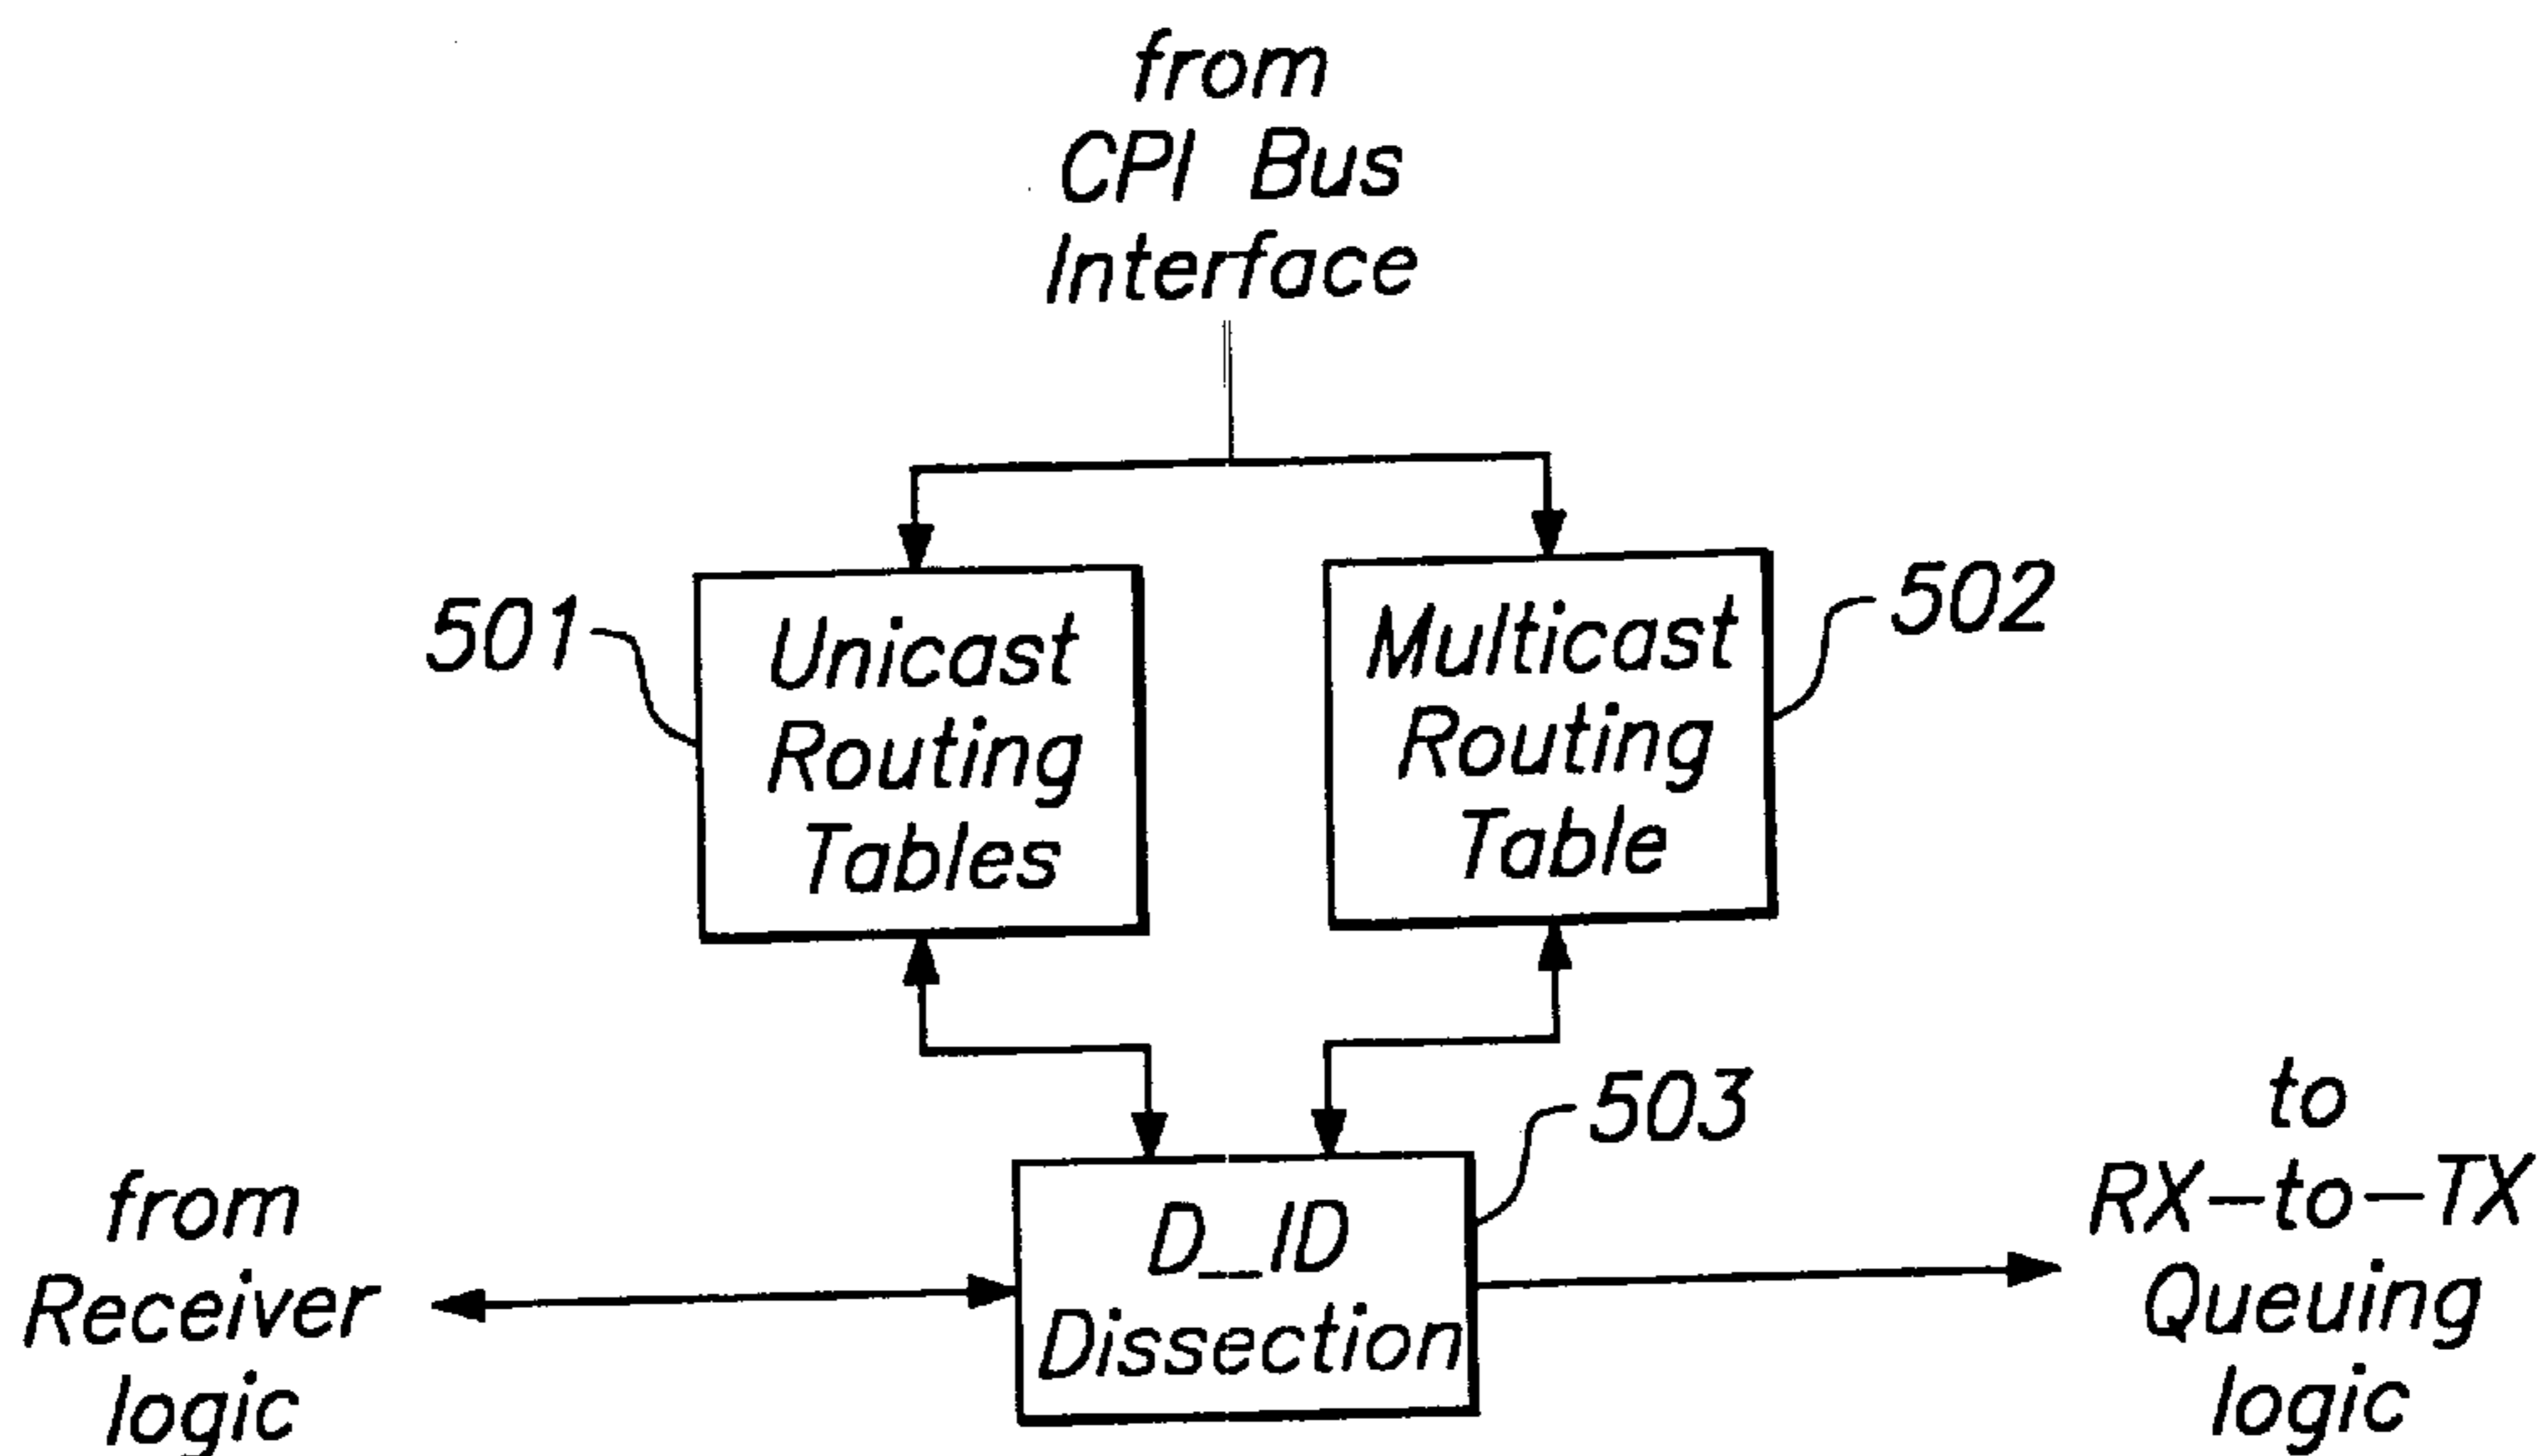 from
CPI Bus
Interface
501
Unicast
Routing
Tables
Multicast
Routing
Table
502
503
D_ID
Dissection
from
Receiver
logic
to
RX-to-TX
Queuing
logic